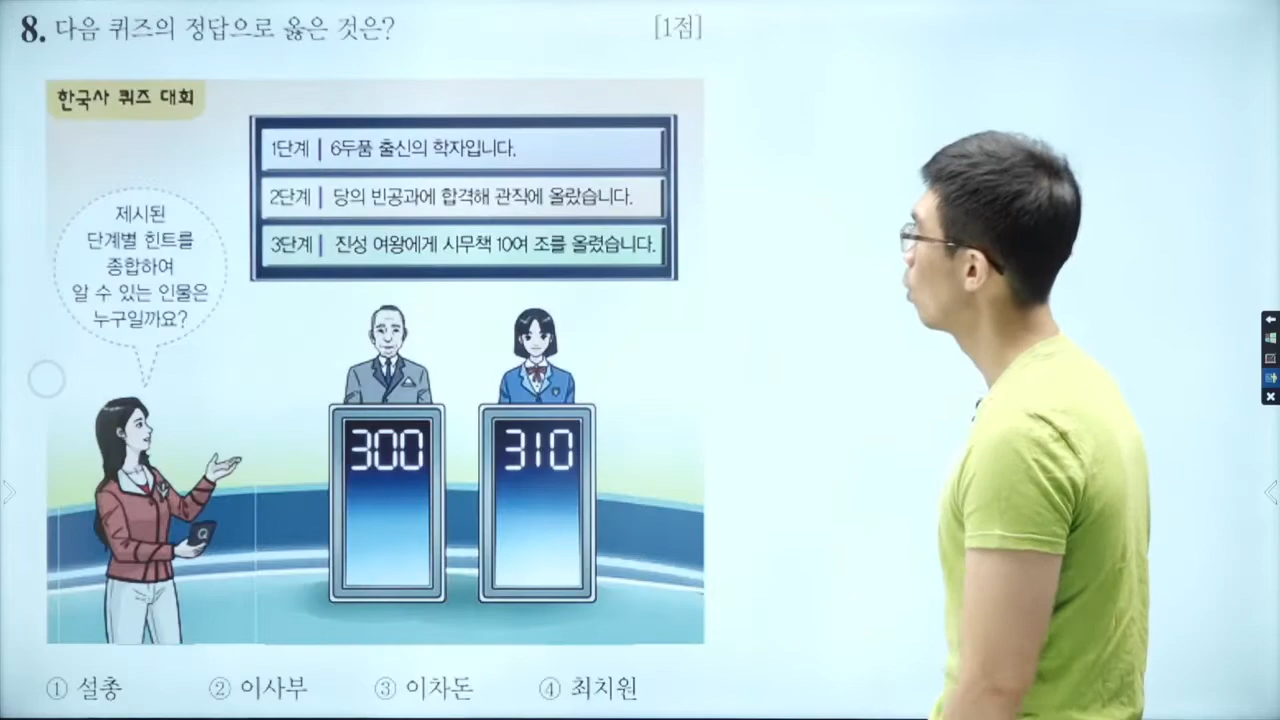 8. 다음 퀴즈의 정답으로 옳은 것은? [1점]
한국사 퀴즈 대회
1단계 | 6두품 출신의 학자입니다.
2단계 | 당의 빈공과에 합격해 관직에 올랐습니다.
3단계 | 진성 여왕에게 시무책 10여 조를 올렸습니다.
제시된
단계별 힌트를
종합하여
알 수 있는 인물은
누구일까요?
300
310
Q
① 설총 ② 이사부 ③ 이차돈 ④ 최치원